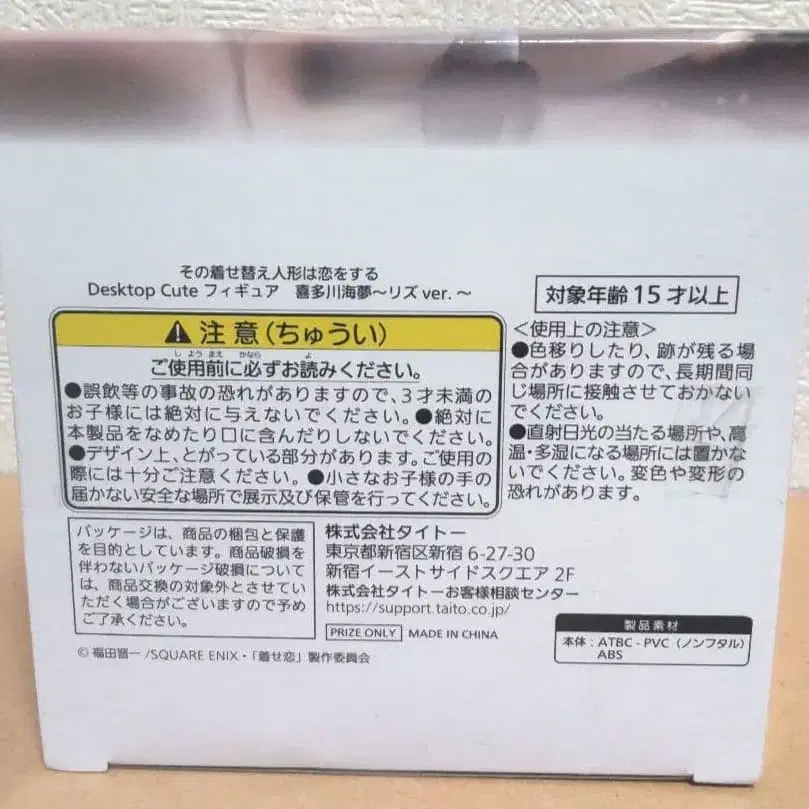 その着せ替え人形は恋をする
Desktop Cute フィギュア 喜多川海夢～リズ ver. ～
対象年齢 15 才以上
⚠注意(ちゅうい)
しようまえ かなら よ
ご使用前に必ずお読みください。
●誤飲等の事故の恐れがありますので、3才未満の
お子様には絶対に与えないでください。●絶対に
本製品をなめたり口に含んだりしないでください。
●デザイン上、とがっている部分があります。ご使用の
際には十分ご注意ください。●小さなお子様の手の
届かない安全な場所で展示及び保管を行ってください。
＜使用上の注意＞
●色移りしたり、跡が残る場
合がありますので、長期間同
じ場所に接触させておかない
でください。
●直射日光の当たる場所や、高
温・多湿になる場所には置かな
いでください。変色や変形の
恐れがあります。
パッケージは、商品の梱包と保護
を目的としています。商品破損を
伴わないパッケージ破損について
は、商品交換の対象外とさせてい
ただく場合がございますので予め
ご了承ください。
株式会社タイトー
東京都新宿区新宿 6-27-30
新宿イーストサイドスクエア 2F
株式会社タイトーお客様相談センター
https://support.taito.co.jp/
PRIZE ONLY MADE IN CHINA
製品素材
本体：ATBC - PVC（ノンフタル）
ABS
© 福田晋一 /SQUARE ENIX・「着せ恋」製作委員会